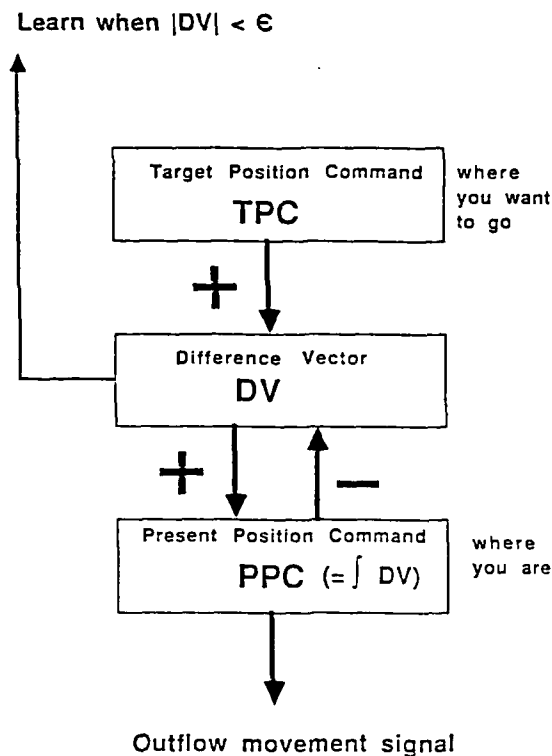 Learn when |DV| < ϵ
Target Position Command
TPC
where
you want
to go
+
Difference Vector
DV
+
−
Present Position Command
PPC (= ∫ DV)
where
you are
Outflow movement signal